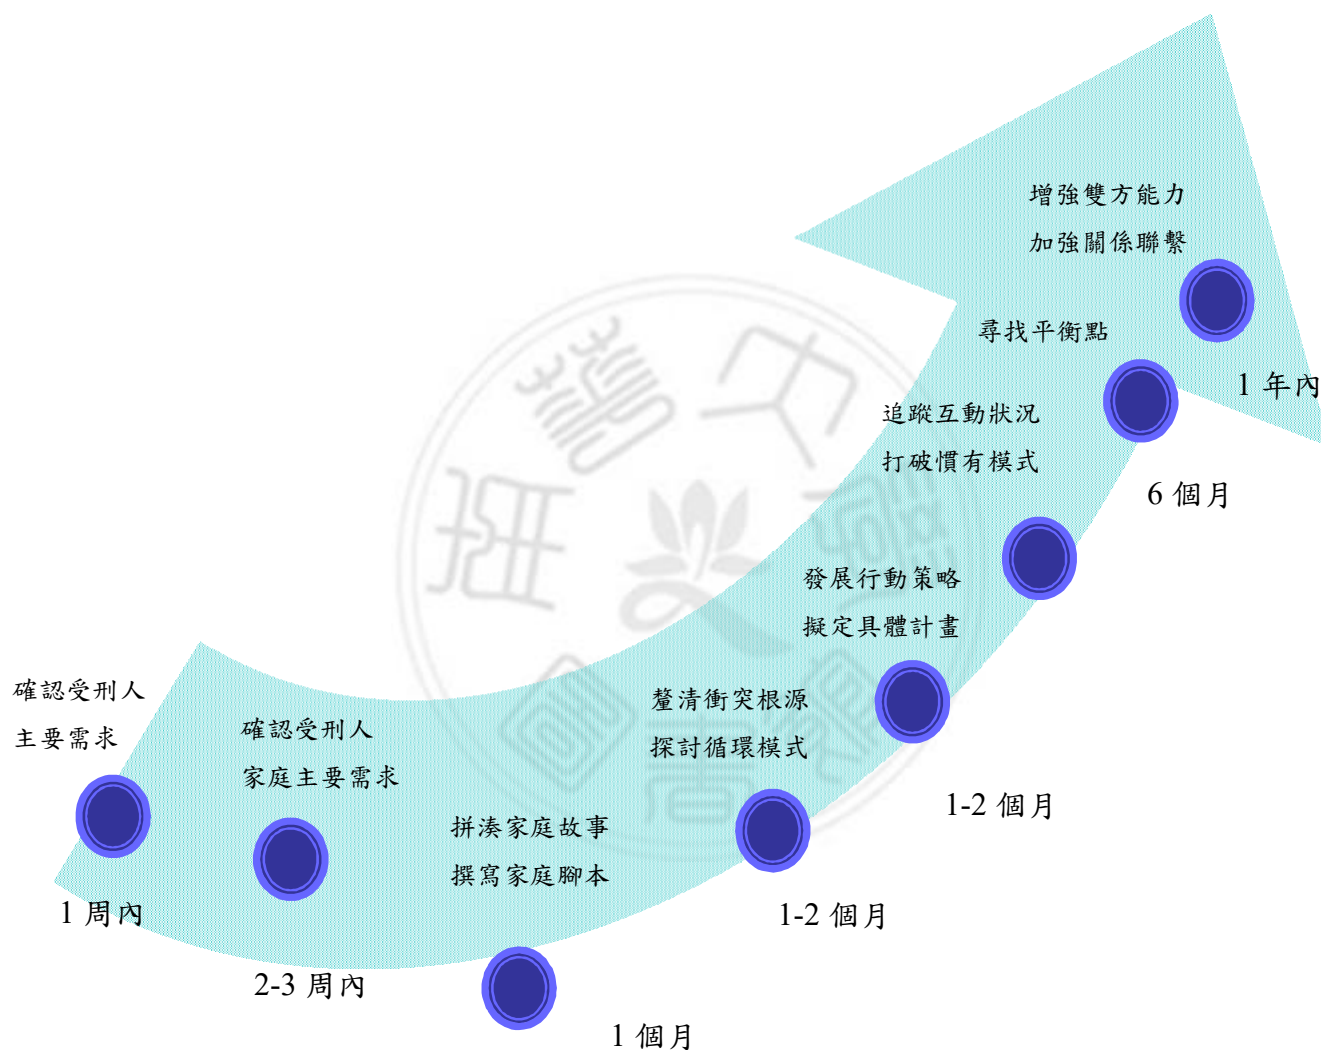 增強雙方能力
加強關係聯繫
尋找平衡點
1 年內
追蹤互動狀況
打破慣有模式
6 個月
發展行動策略
擬定具體計畫
確認受刑人
主要需求
確認受刑人
家庭主要需求
釐清衝突根源
探討循環模式
1-2 個月
拼湊家庭故事
撰寫家庭腳本
1 周內
1-2 個月
2-3 周內
1 個月